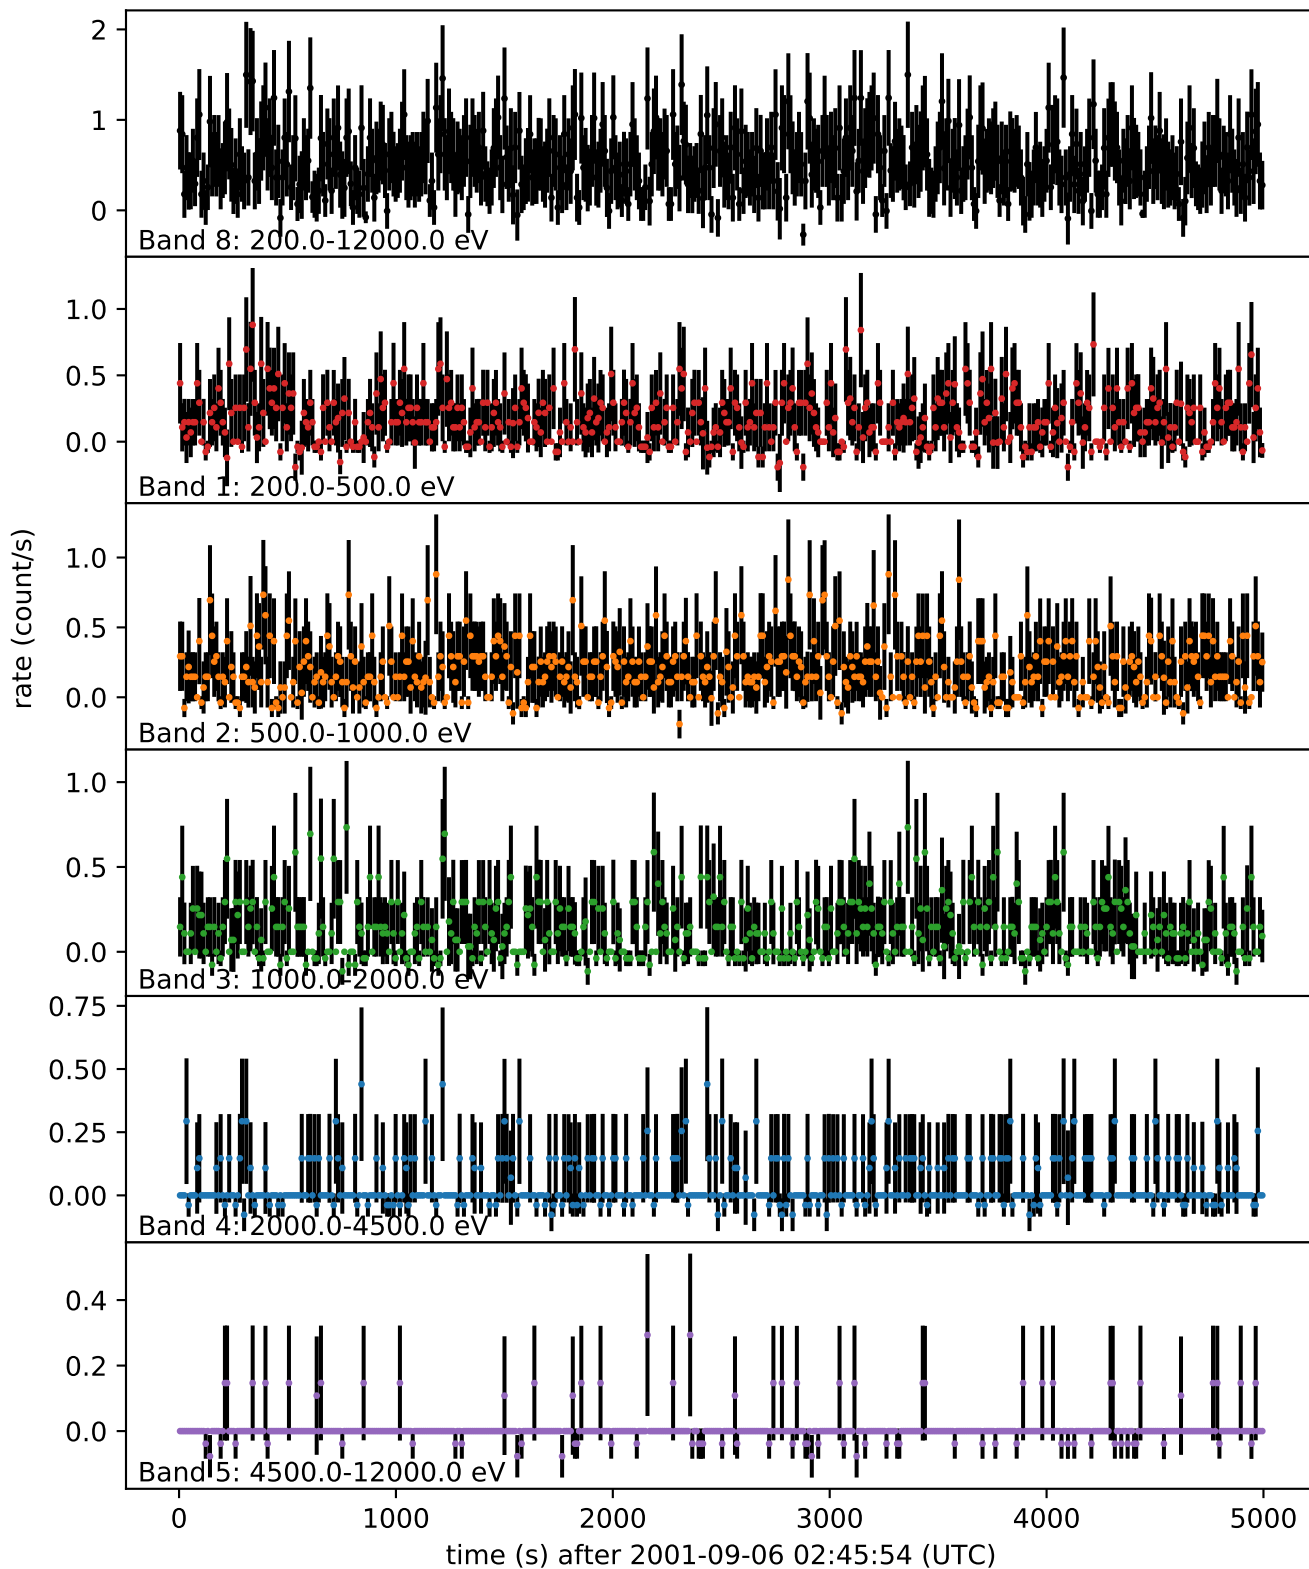 2
1
0
Band 8: 200.0-12000.0 eV
1.0
0.5
0.0
Band 1: 200.0-500.0 eV
rate (count/s)
1.0
0.5
0.0
Band 2: 500.0-1000.0 eV
1.0
0.5
0.0
Band 3: 1000.0-2000.0 eV
0.75
0.50
0.25
0.00
Band 4: 2000.0-4500.0 eV
0.4
0.2
0.0
Band 5: 4500.0-12000.0 eV
0 1000 2000 3000 4000 5000
time (s) after 2001-09-06 02:45:54 (UTC)